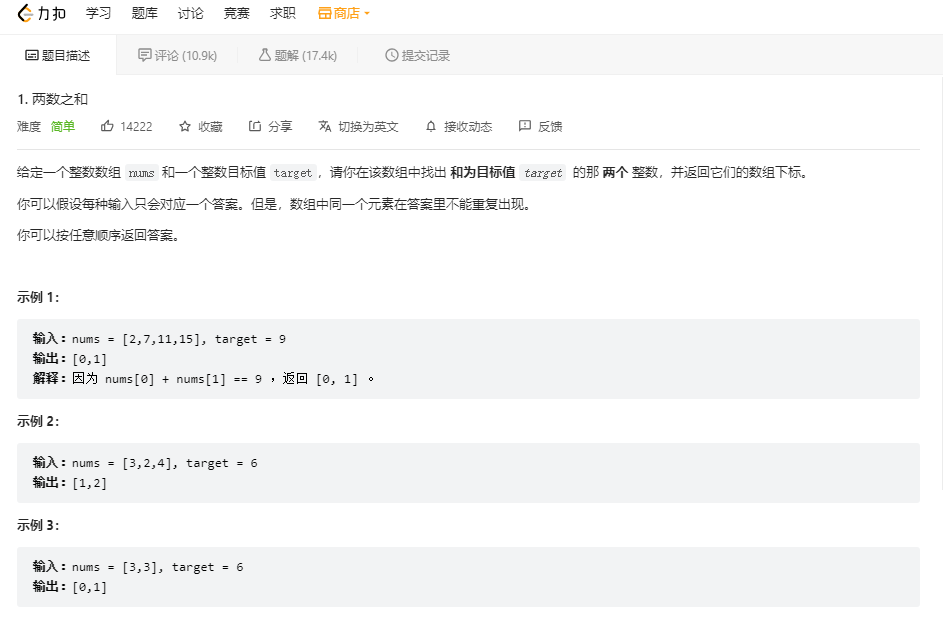 力扣 学习 题库 讨论 竞赛 求职 商店
题目描述 评论 (10.9k) 题解 (17.4k) 提交记录
1. 两数之和
难度 简单 14222 收藏 分享 切换为英文 接收动态 反馈
给定一个整数数组 nums 和一个整数目标值 target，请你在该数组中找出 和为目标值 target 的那 两个 整数，并返回它们的数组下标。
你可以假设每种输入只会对应一个答案。但是，数组中同一个元素在答案里不能重复出现。
你可以按任意顺序返回答案。
示例 1：
输入：nums = [2,7,11,15], target = 9
输出：[0,1]
解释：因为 nums[0] + nums[1] == 9 ，返回 [0, 1] 。
示例 2：
输入：nums = [3,2,4], target = 6
输出：[1,2]
示例 3：
输入：nums = [3,3], target = 6
输出：[0,1]